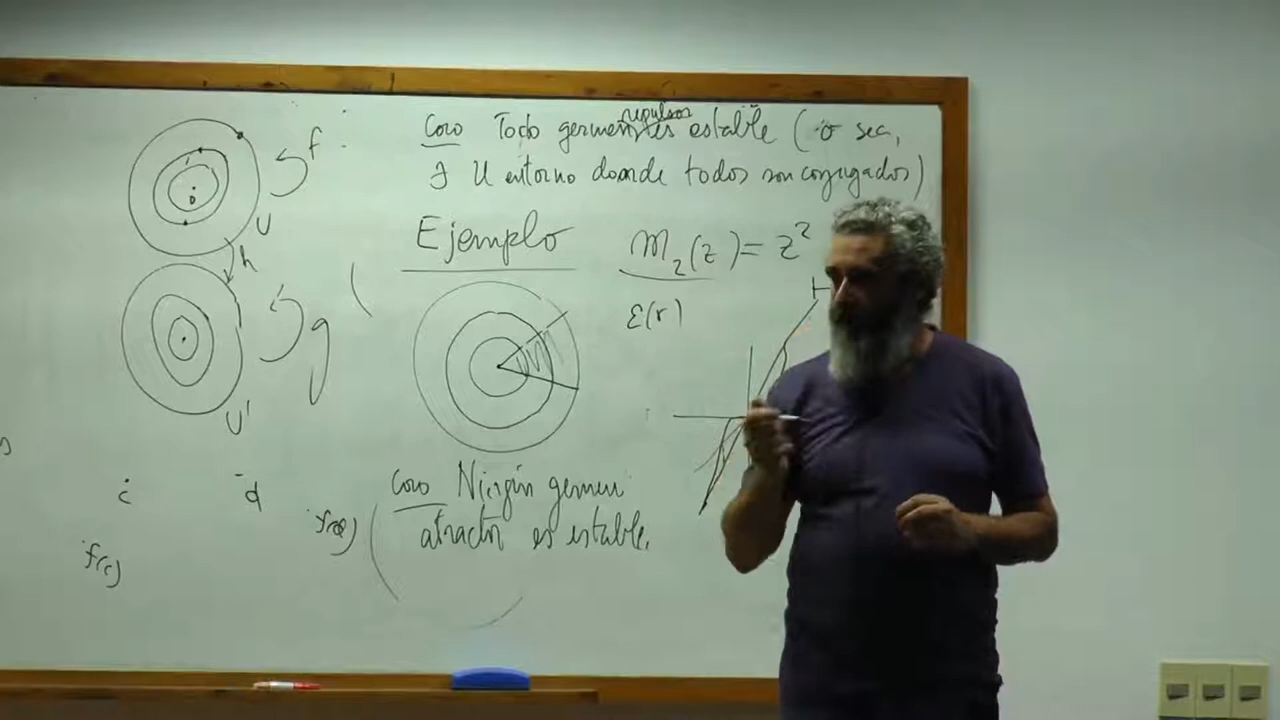 f
Coro Todo germen repulsor es estable (o sea,
∃ U entorno donde todos son conjugados)
0
U
h
Ejemplo
m₂(z) = z²
ε(r)
g
U'
c
d
f(c)
Coro Ningún germen
atractor es estable.